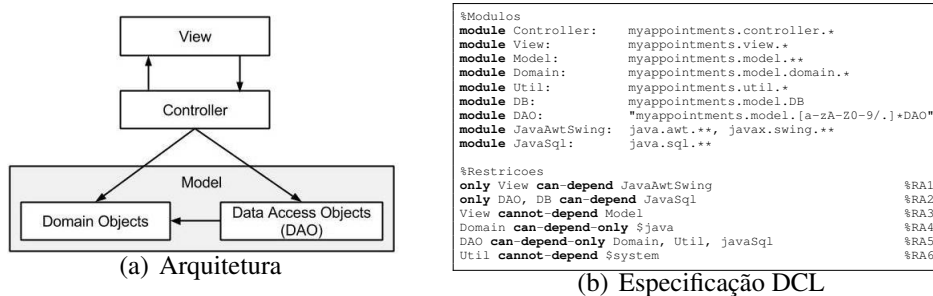 View
Controller
Model
Domain Objects
Data Access Objects
(DAO)
(a) Arquitetura
%Modulos
module Controller: myappointments.controller.*
module View: myappointments.view.*
module Model: myappointments.model.**
module Domain: myappointments.model.domain.*
module Util: myappointments.util.*
module DB: myappointments.model.DB
module DAO: "myappointments.model.[a-zA-Z0-9/.]*DAO"
module JavaAwtSwing: java.awt.**, javax.swing.**
module JavaSql: java.sql.**
%Restricoes
only View can-depend JavaAwtSwing %RA1
only DAO, DB can-depend JavaSql %RA2
View cannot-depend Model %RA3
Domain can-depend-only $java %RA4
DAO can-depend-only Domain, Util, javaSql %RA5
Util cannot-depend $system %RA6
(b) Especificação DCL